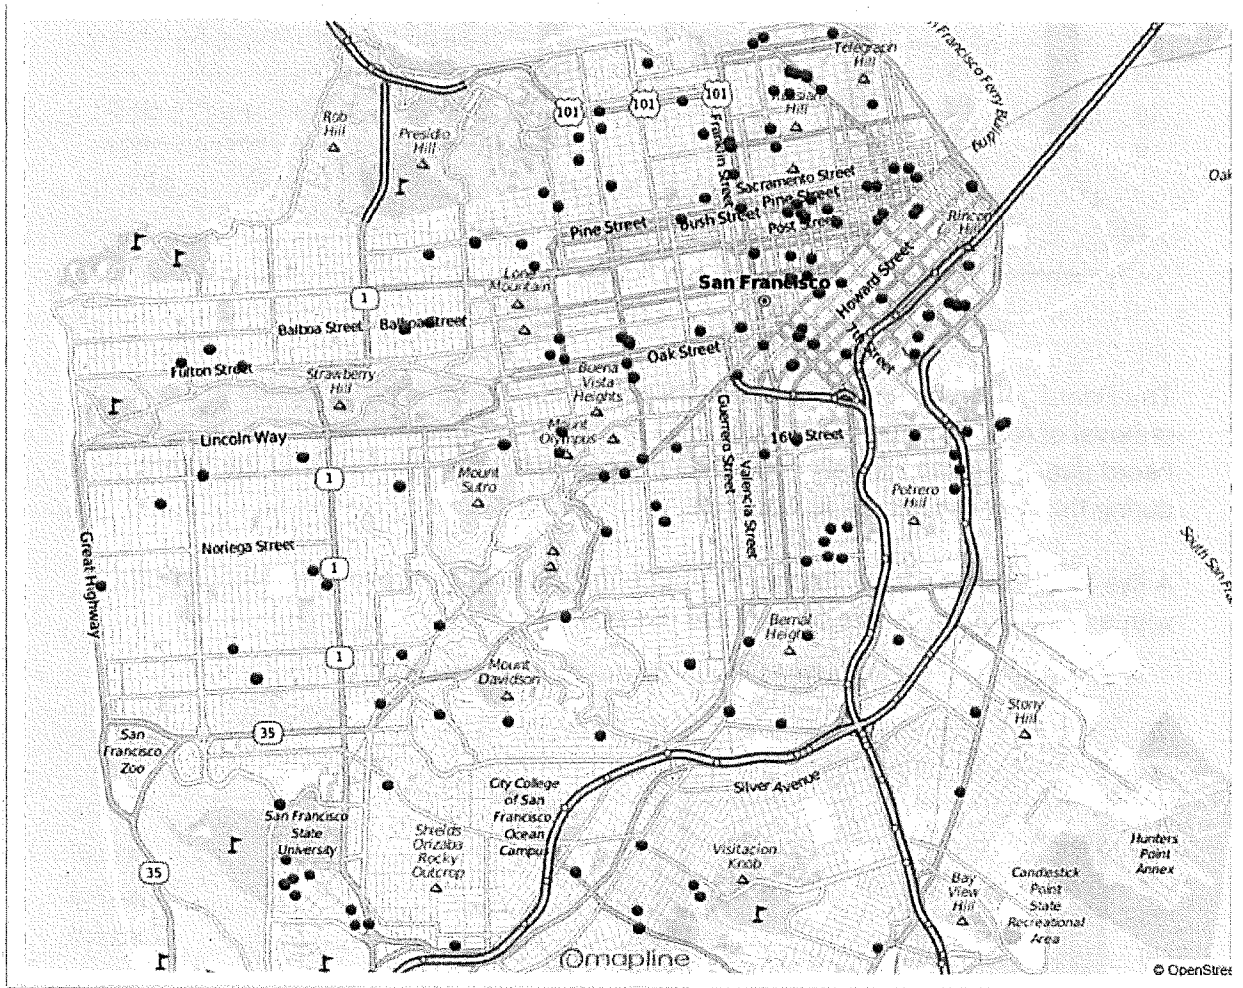 San Francisco Ferry Building
Telegraph
Hill
101
101
101
Russian
Hill
Rob
Hill
Presidio
Hill
Franklin Street
Oak
Sacramento Street
Pine Street
Bush Street
Pine Street
Post Street
Rincon
Hill
Lone
Mountain
San Francisco
Howard Street
1
Balboa Street
Balboa Street
7th Street
Oak Street
Fulton Street
Strawberry
Hill
Buena
Vista
Heights
Mount
Olympus
Lincoln Way
Guerrero Street
16th Street
Valencia Street
1
Mount
Sutro
Potrero
Hill
Great Highway
Noriega Street
1
South San Fra
Bernal
Heights
1
Mount
Davidson
Stony
Hill
35
San
Francisco
Zoo
City College
of San
Francisco
Ocean
Campus
Silver Avenue
San Francisco
State
University
Shields
Orizaba
Rocky
Outcrop
Visitacion
Knob
Hunters
Point
Annex
35
Bay
View
Hill
Candlestick
Point
State
Recreational
Area
mapline
© OpenStree